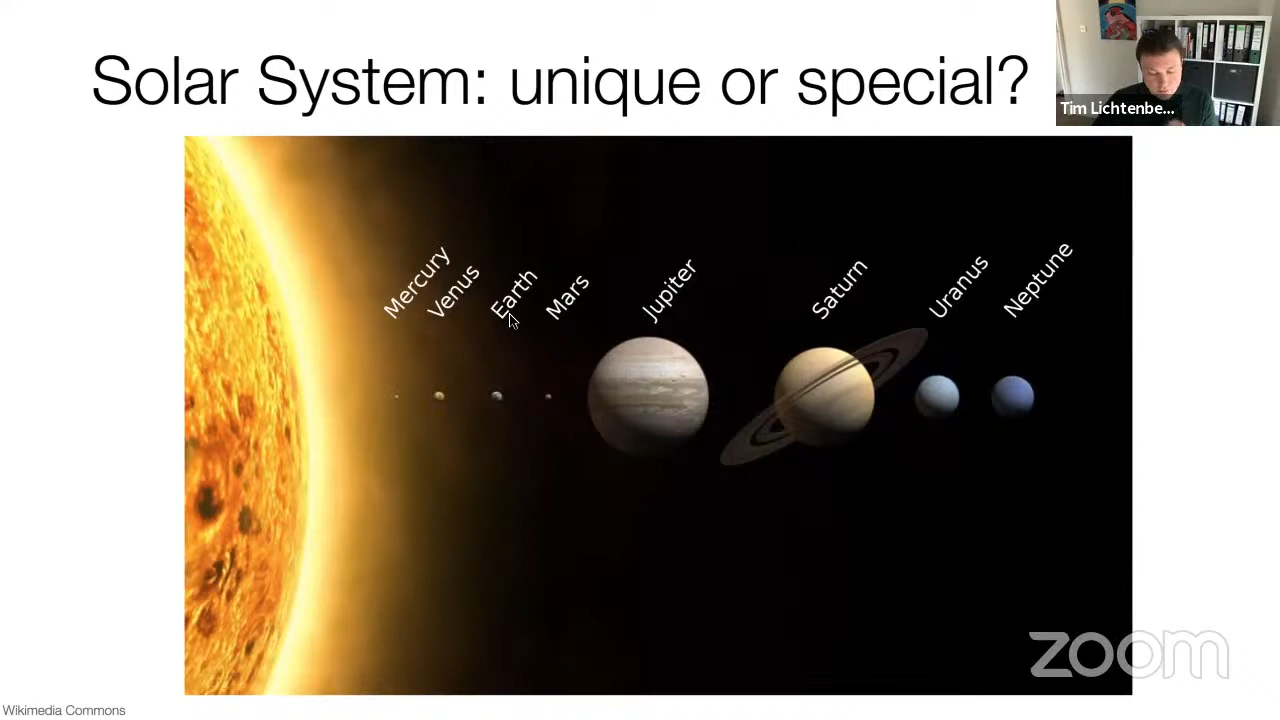 Solar System: unique or special?
Tim Lichtenbe...
Mercury
Venus
Earth
Mars
Jupiter
Saturn
Uranus
Neptune
zoom
Wikimedia Commons